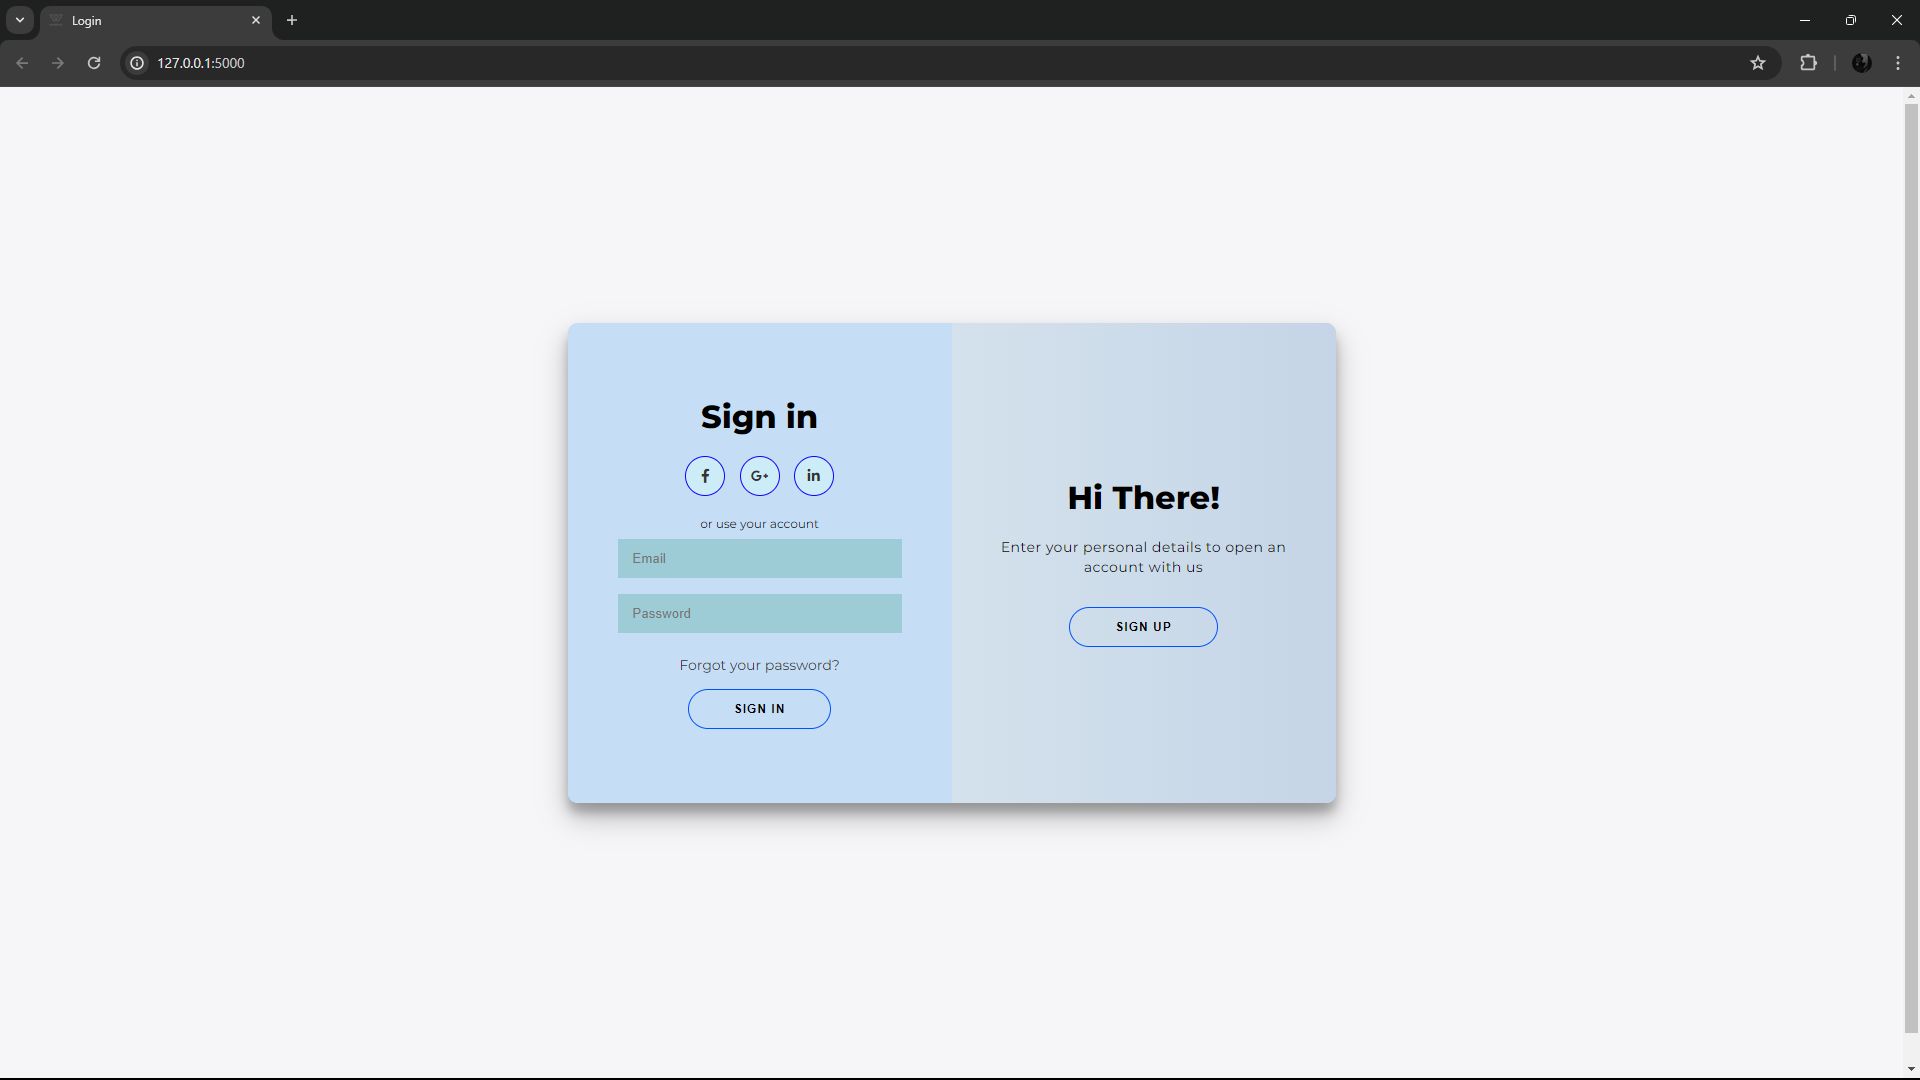 Login
127.0.0.1:5000
Sign in
G+
in
or use your account
Email
Password
Forgot your password?
SIGN IN
Hi There!
Enter your personal details to open an
account with us
SIGN UP